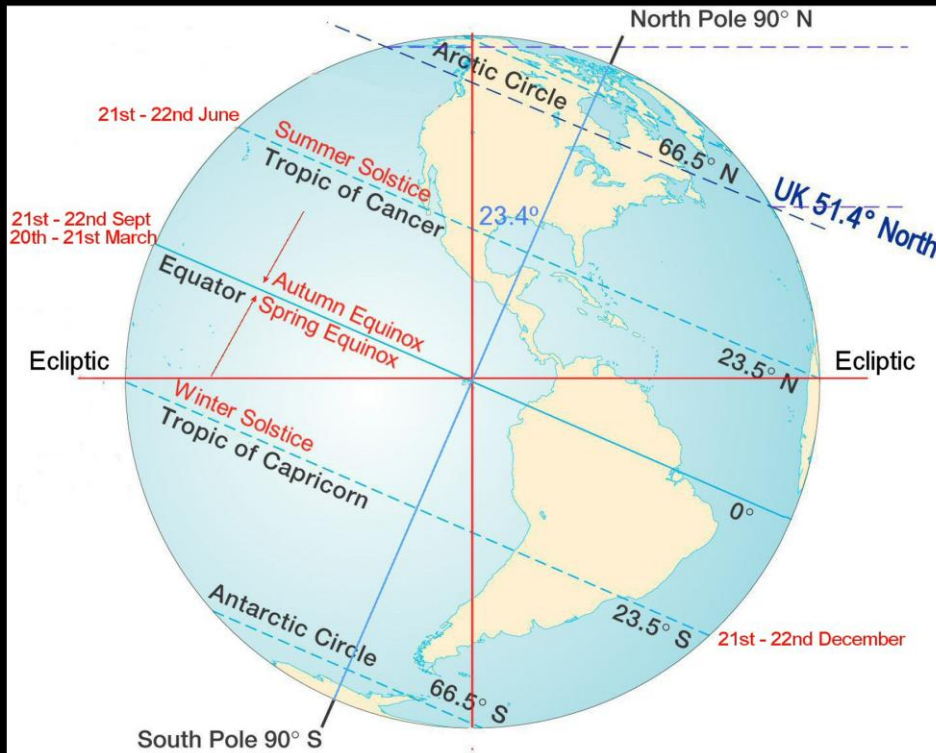 North Pole 90° N
Arctic Circle
66.5° N
21st - 22nd June
Summer Solstice
Tropic of Cancer
23.4º
UK 51.4° North
21st - 22nd Sept
20th - 21st March
Equator
Autumn Equinox
Spring Equinox
23.5° N
Ecliptic
Ecliptic
Winter Solstice
Tropic of Capricorn
0°
23.5° S
21st - 22nd December
Antarctic Circle
66.5° S
South Pole 90° S